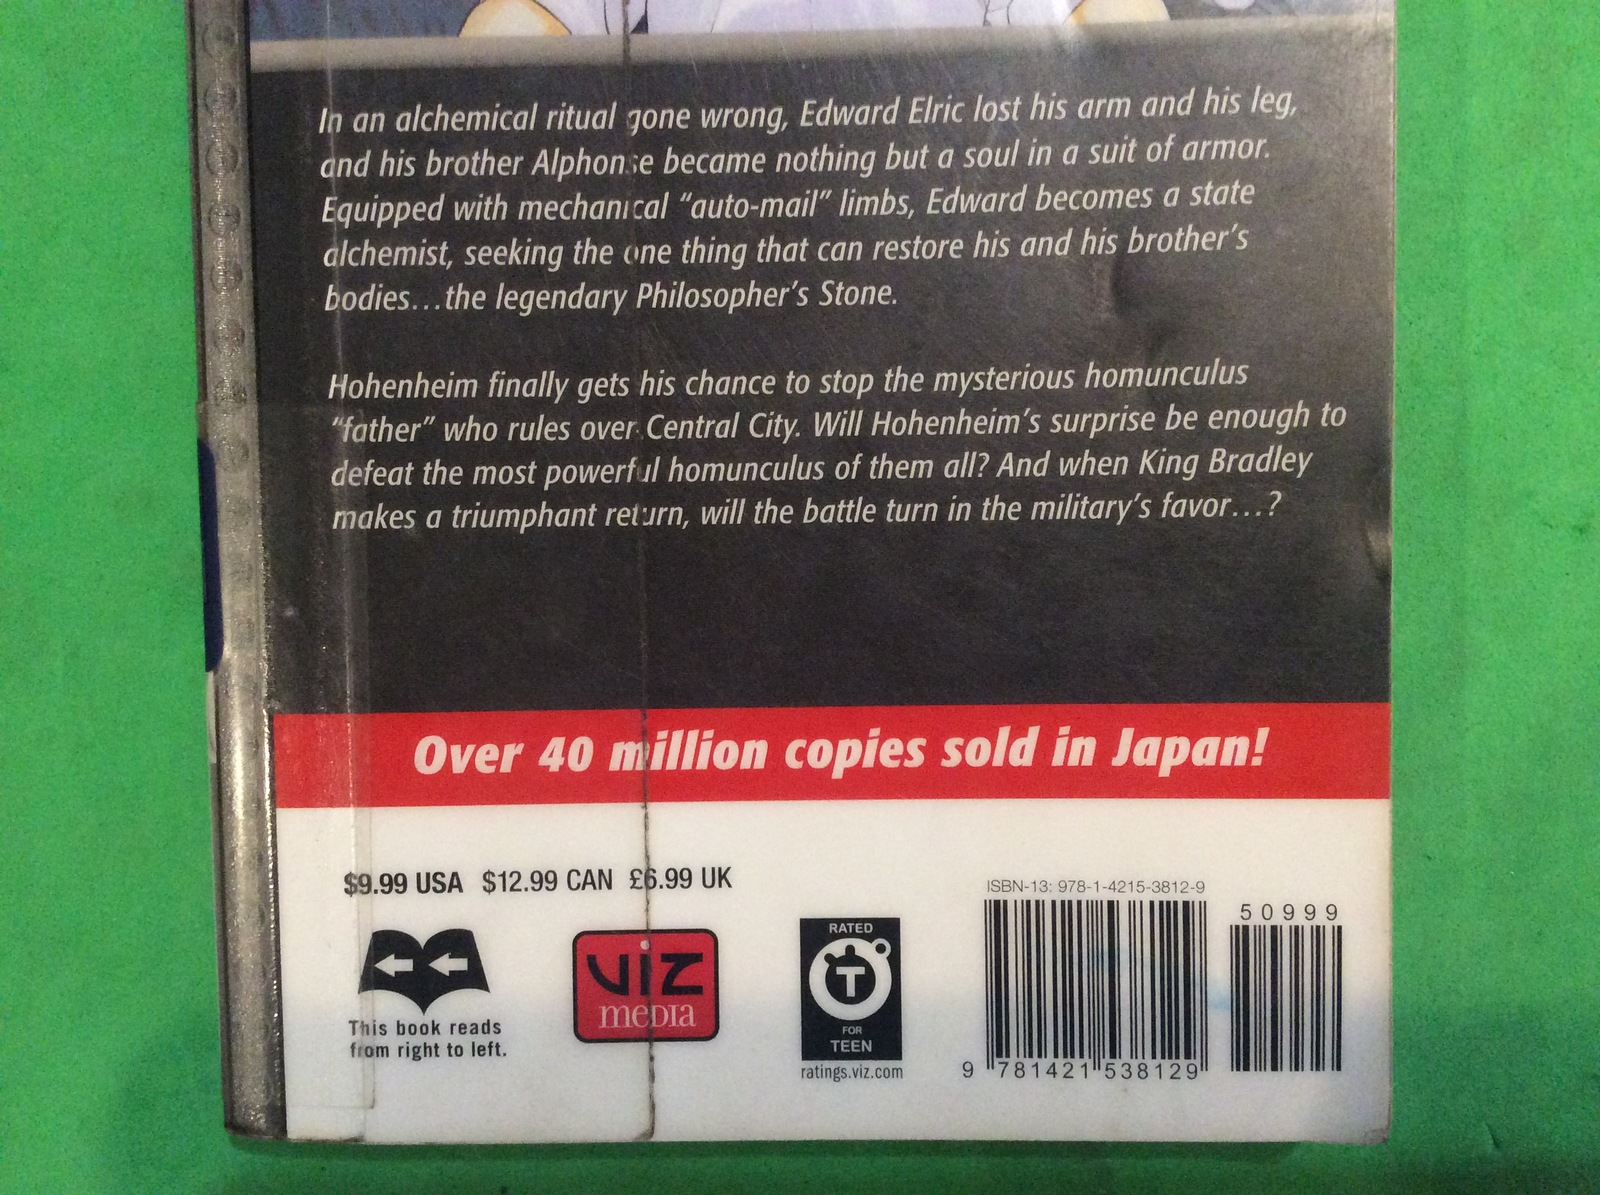 In an alchemical ritual gone wrong, Edward Elric lost his arm and his leg,
and his brother Alphonse became nothing but a soul in a suit of armor.
Equipped with mechanical “auto-mail” limbs, Edward becomes a state
alchemist, seeking the one thing that can restore his and his brother’s
bodies...the legendary Philosopher’s Stone.
Hohenheim finally gets his chance to stop the mysterious homunculus
“father” who rules over Central City. Will Hohenheim’s surprise be enough to
defeat the most powerful homunculus of them all? And when King Bradley
makes a triumphant return, will the battle turn in the military’s favor...?
Over 40 million copies sold in Japan!
$9.99 USA $12.99 CAN £6.99 UK
This book reads
from right to left.
viz
media
RATED
T
FOR
TEEN
ratings.viz.com
ISBN-13: 978-1-4215-3812-9
50999
9 781421 538129